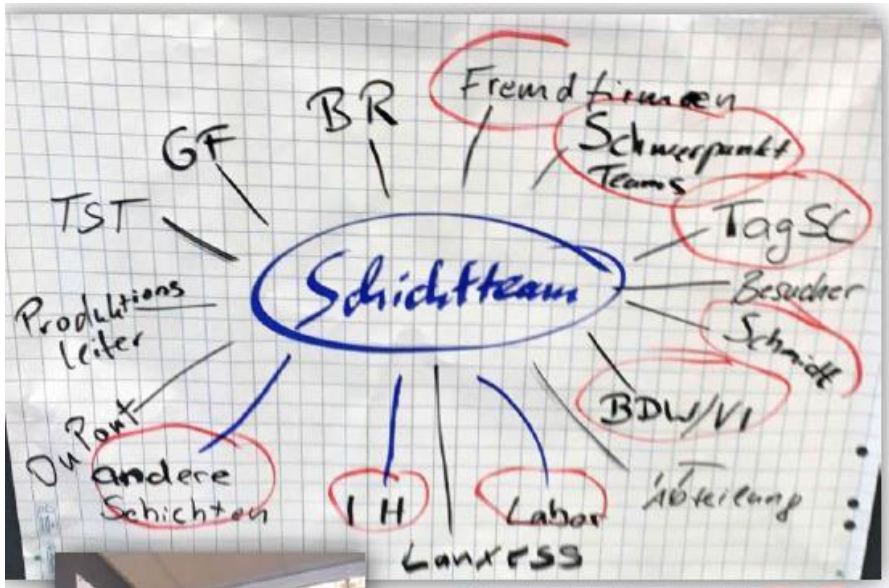 BR
Fremdfirmen
GF
Schwerpunkt
Teams
TST
TagSC
Schichtteam
Besucher
Produktions
leiter
Schmidt
BDW/VI
DuPont
andere
Schichten
IH
Labor
Abteilung
Lanxess